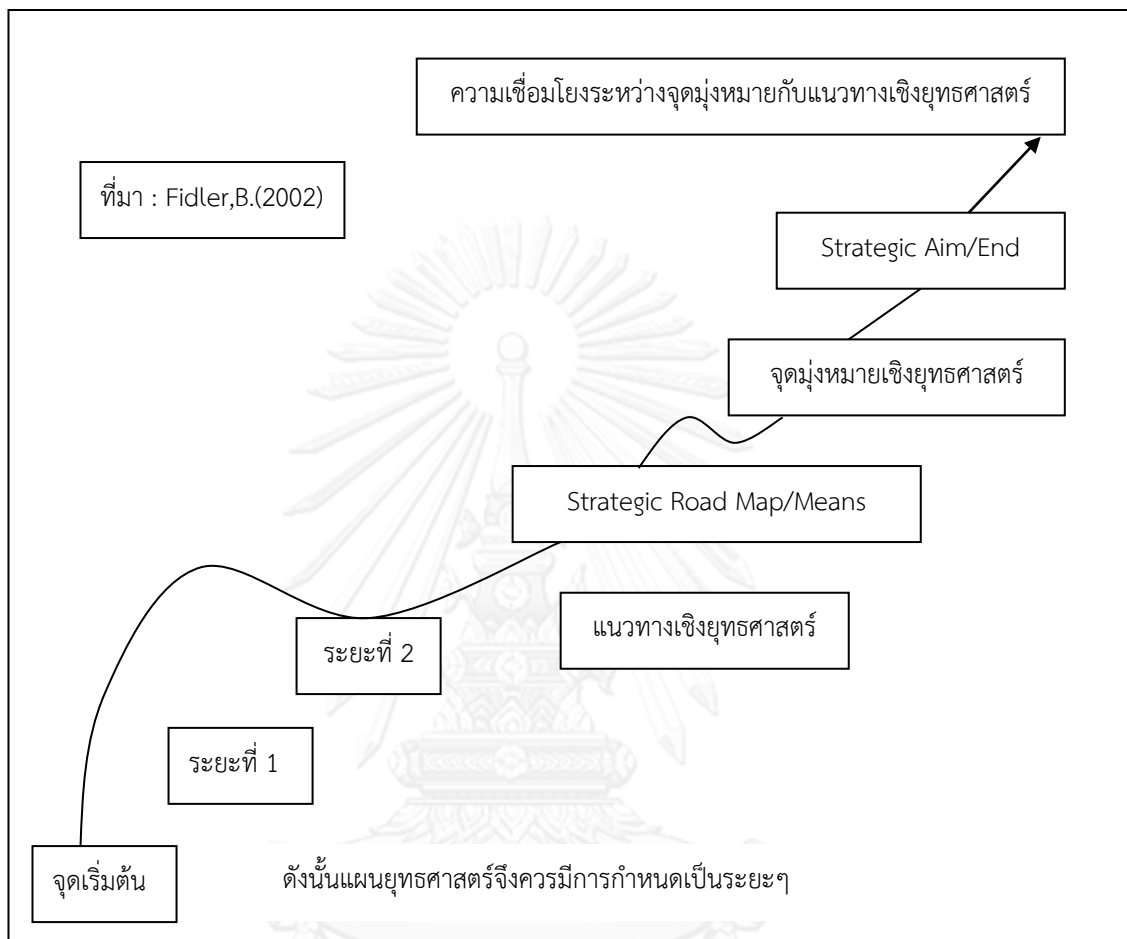 ความเชื่อมโยงระหว่างจุดมุ่งหมายกับแนวทางเชิงยุทธศาสตร์
ที่มา : Fidler,B.(2002)
Strategic Aim/End
จุดมุ่งหมายเชิงยุทธศาสตร์
Strategic Road Map/Means
แนวทางเชิงยุทธศาสตร์
ระยะที่ 2
ระยะที่ 1
จุดเริ่มต้น
ดังนั้นแผนยุทธศาสตร์จึงควรมีการกำหนดเป็นระยะๆ